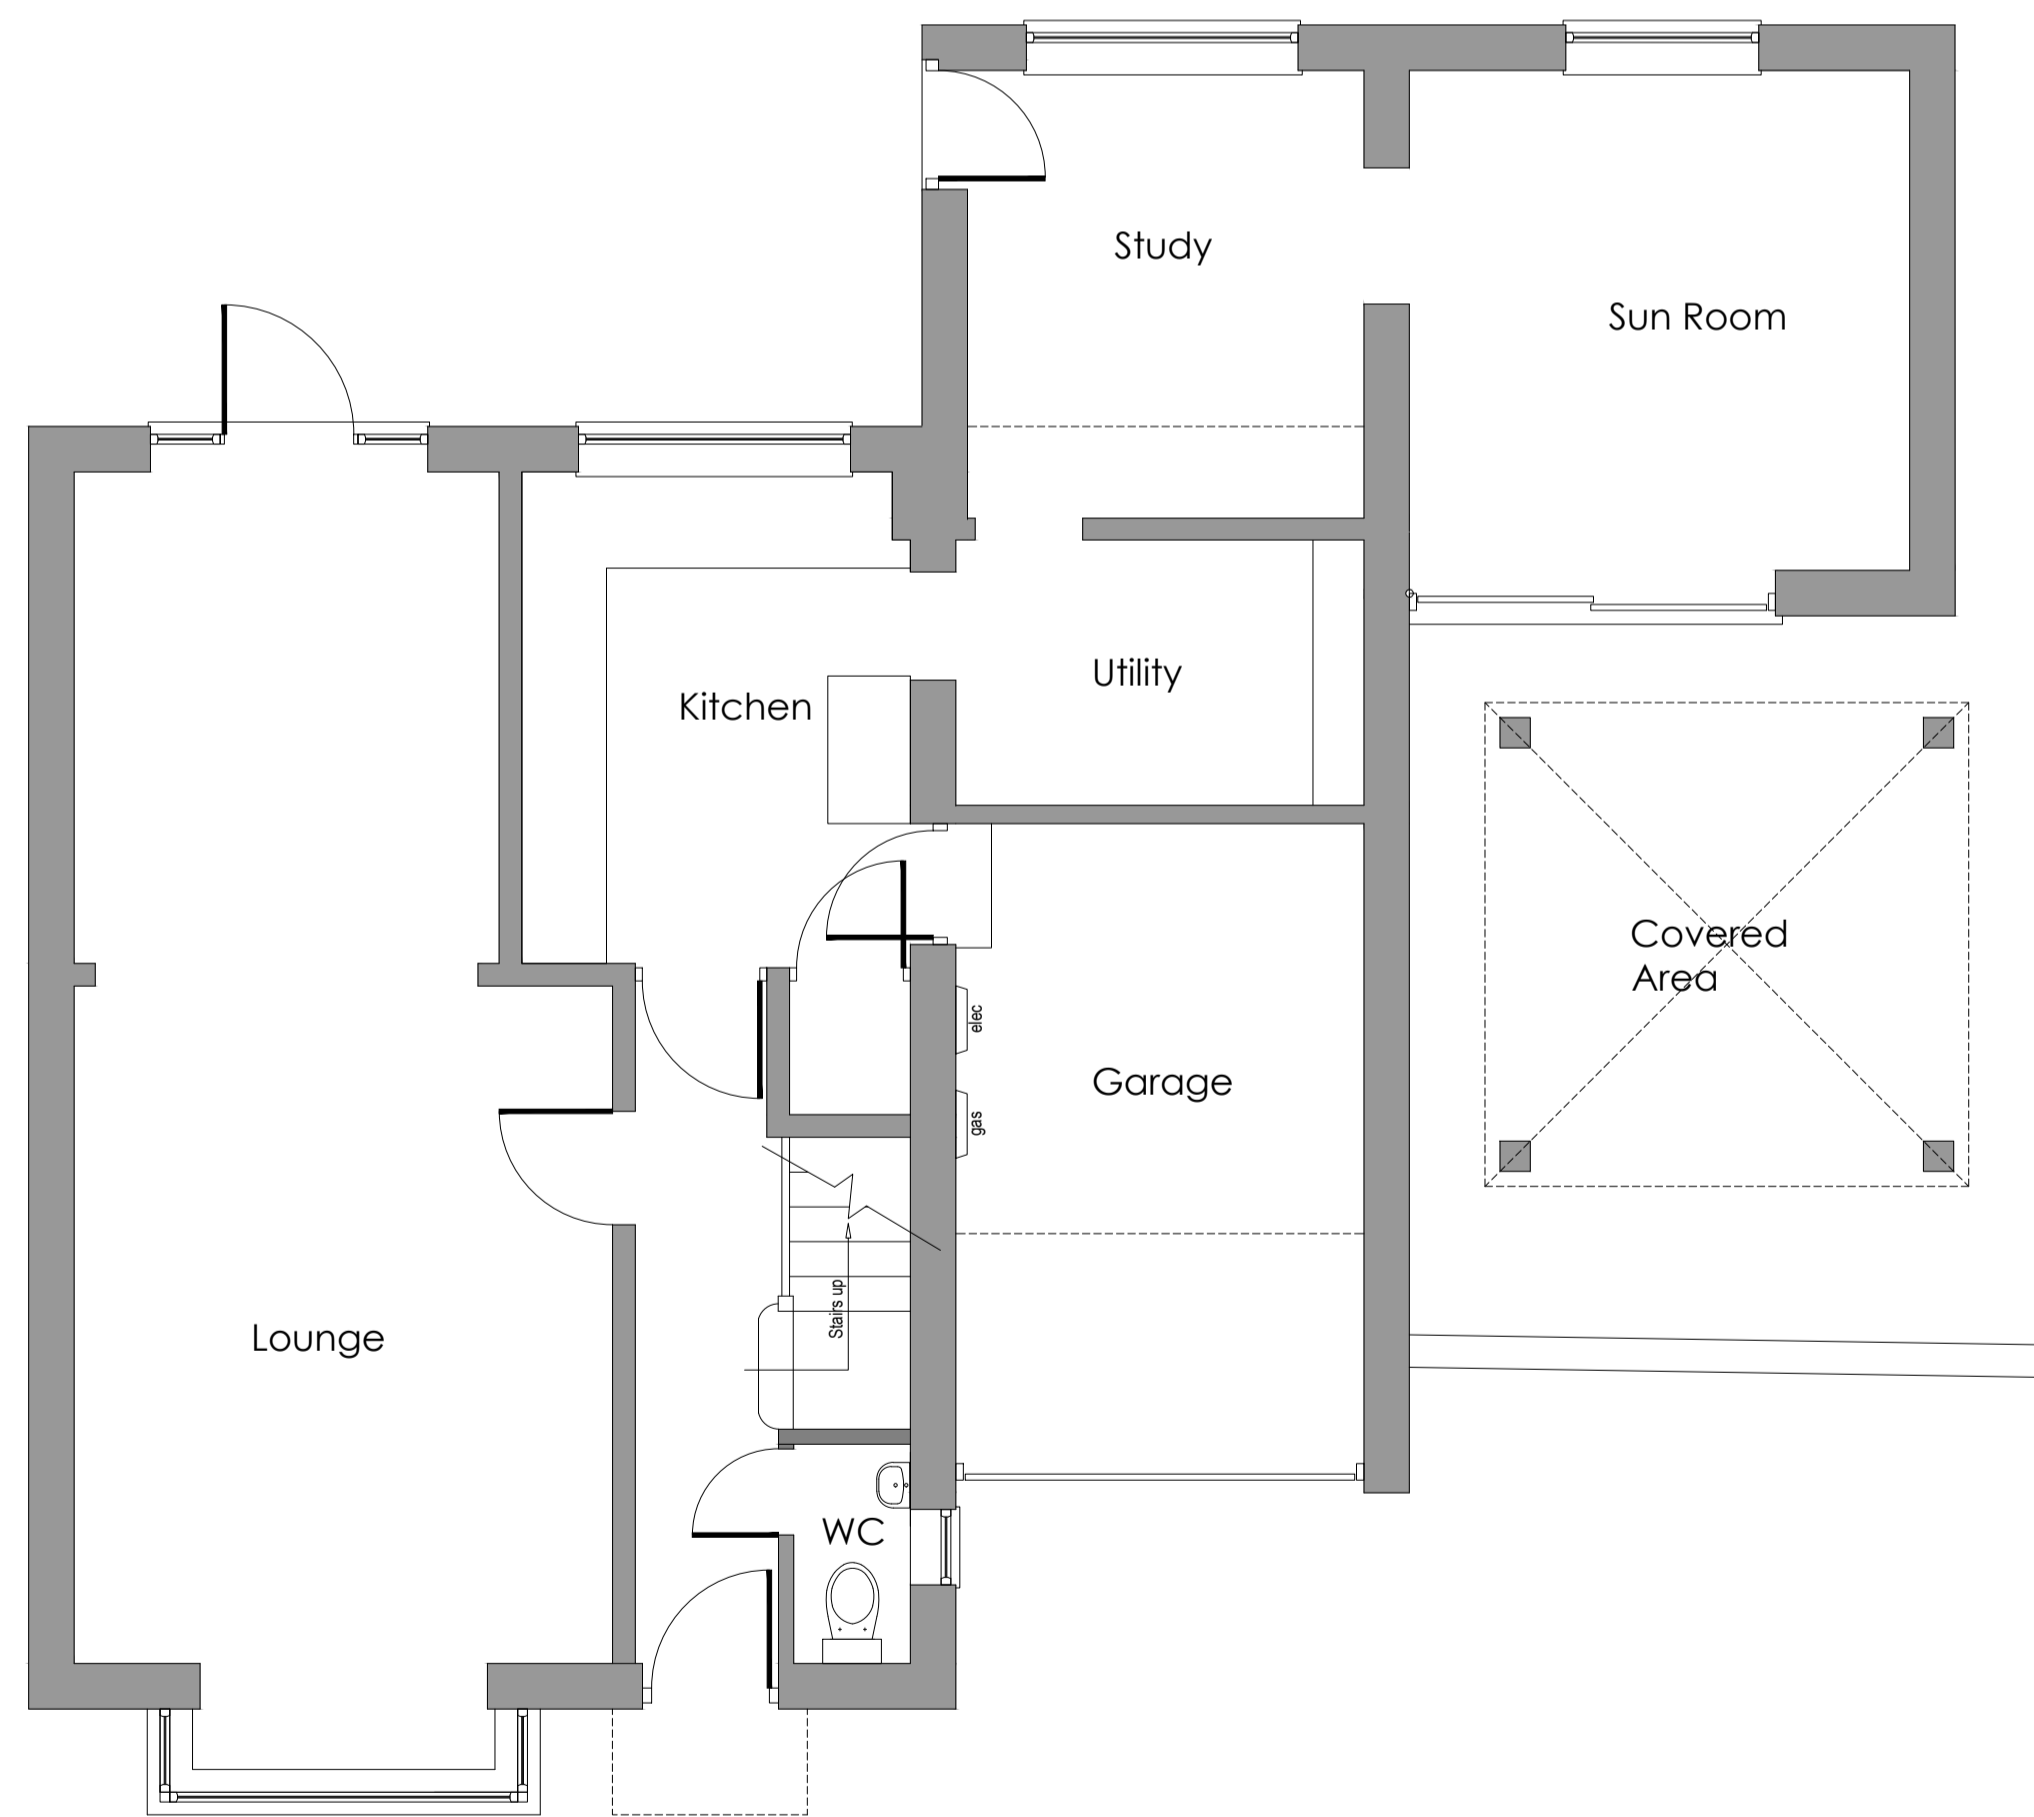 Study
Sun Room
Utility
Kitchen
Covered
Area
elec
Garage
gas
Stairs up
Lounge
WC